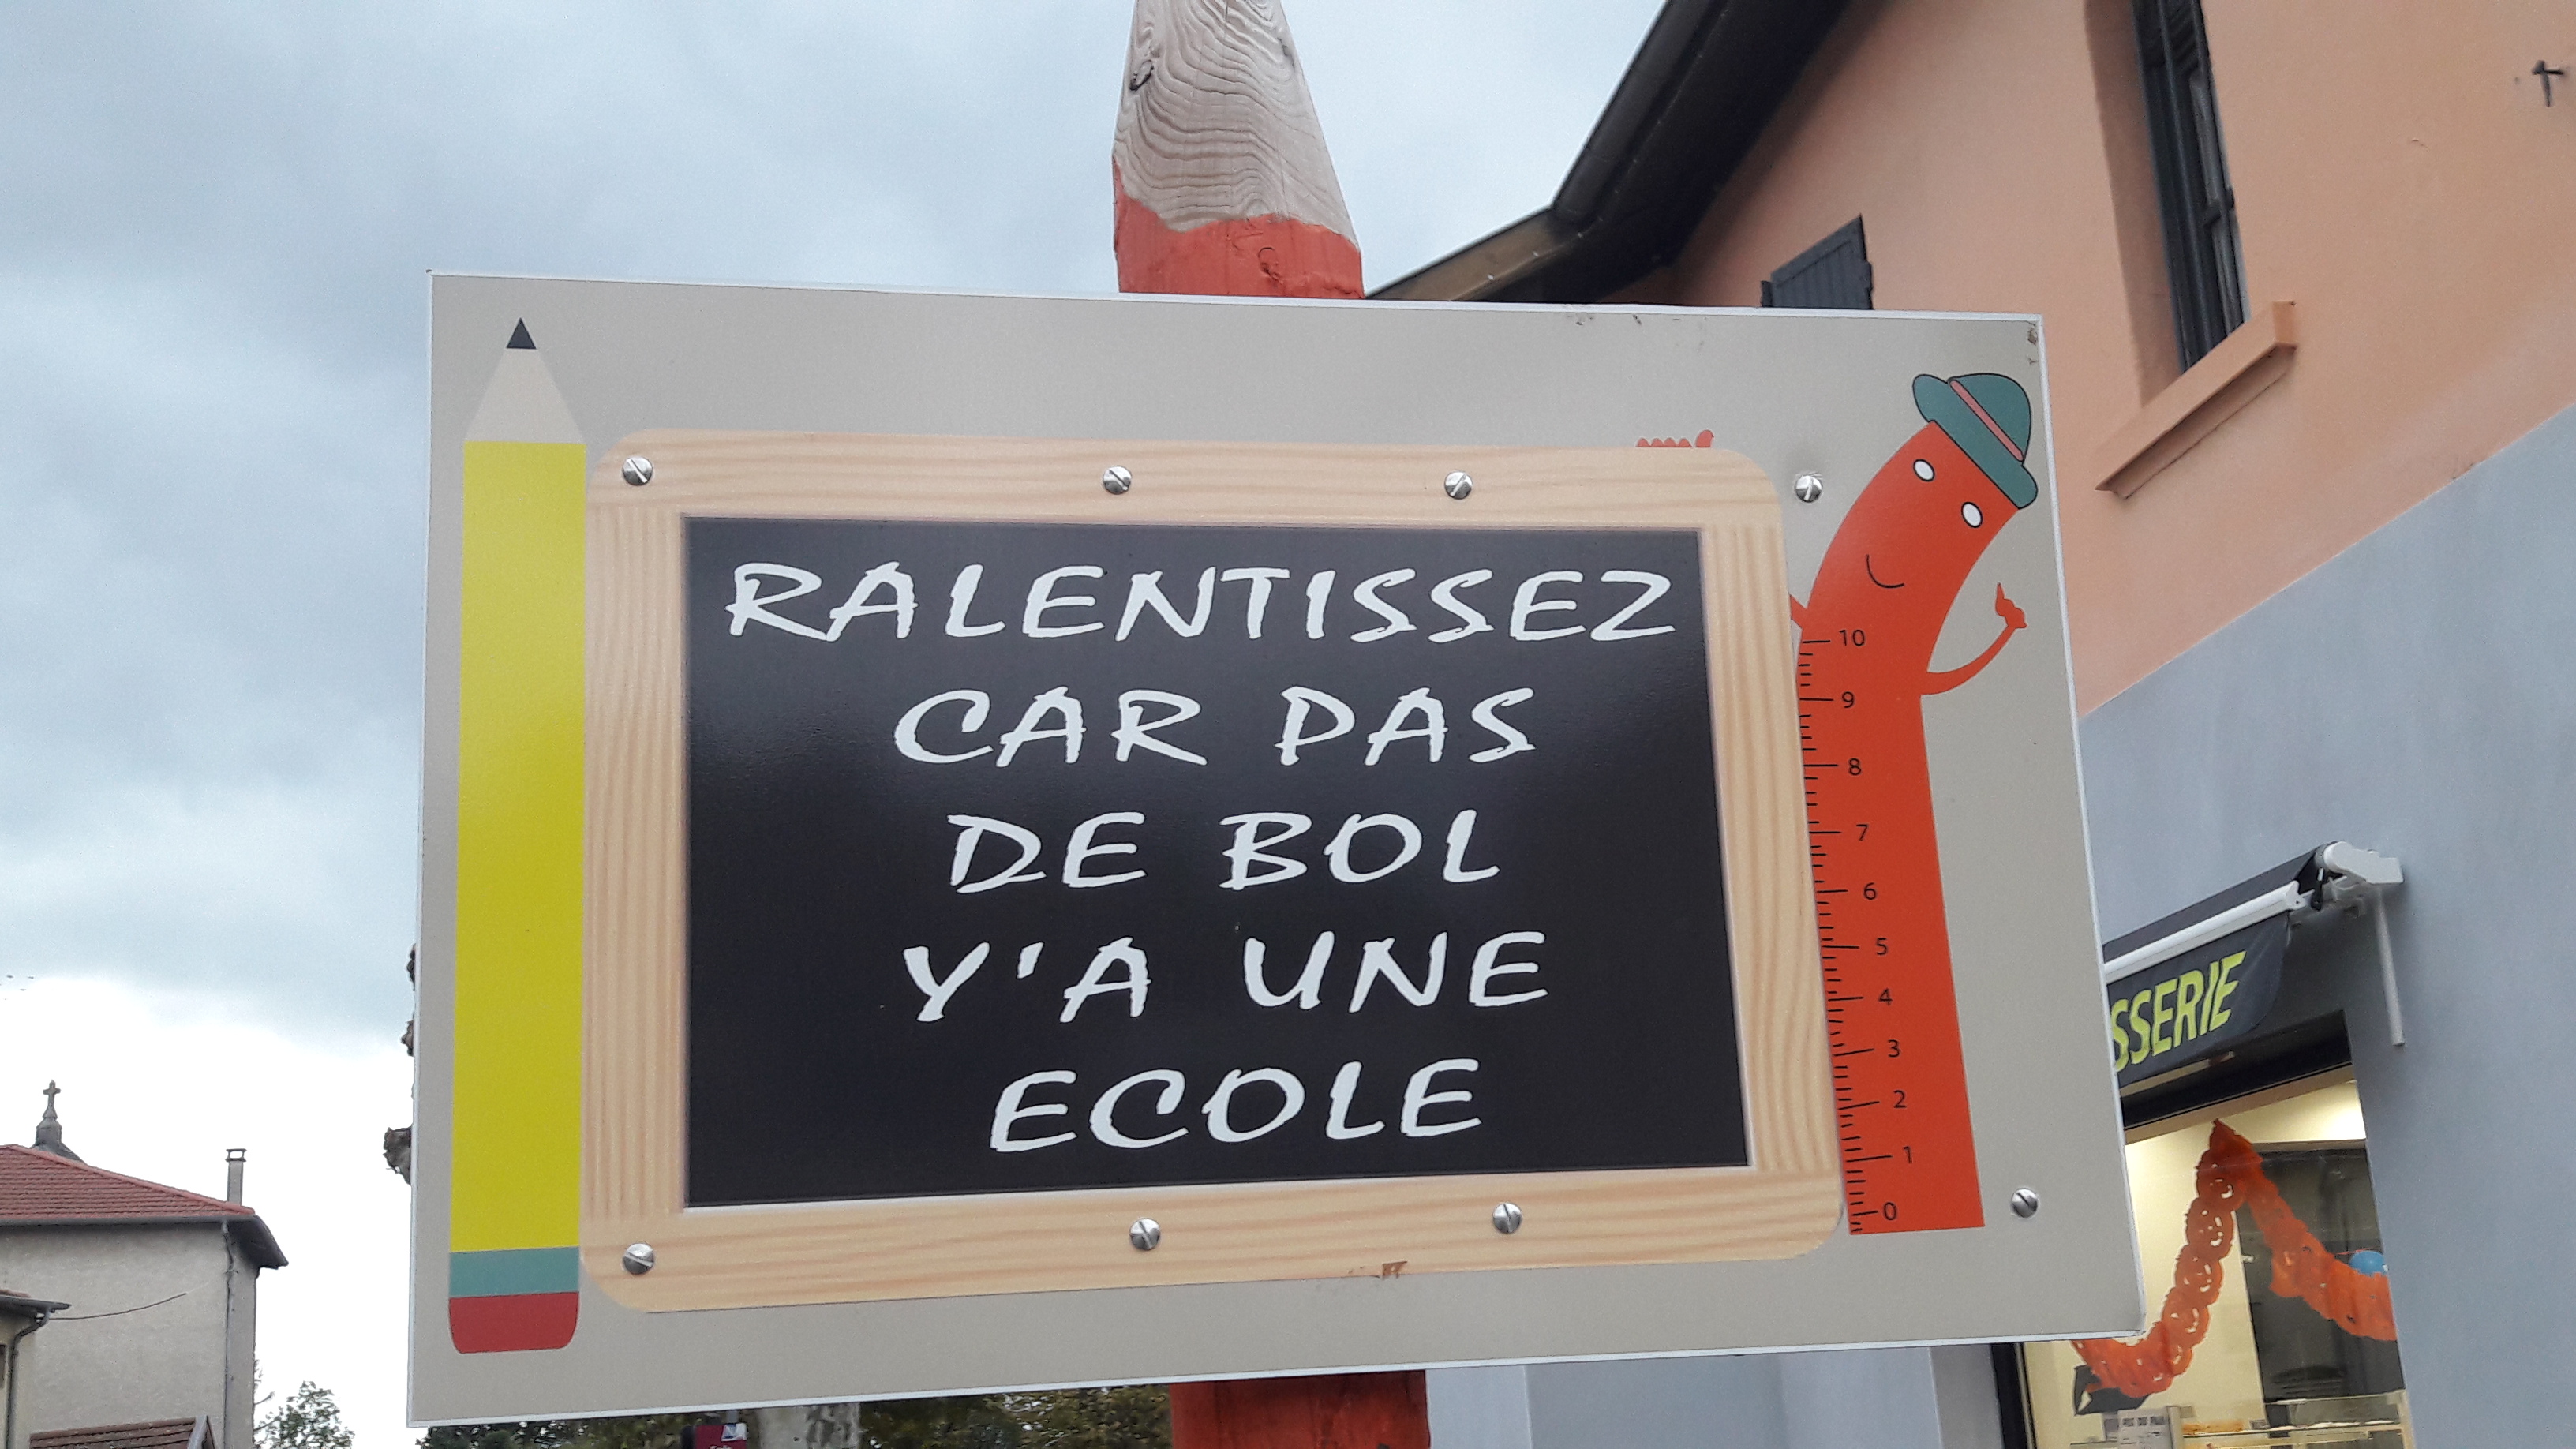 RALENTISSEZ
CAR PAS
DE BOL
Y'A UNE
ECOLE
10
9
8
7
6
5
4
3
2
1
0
SSERIE